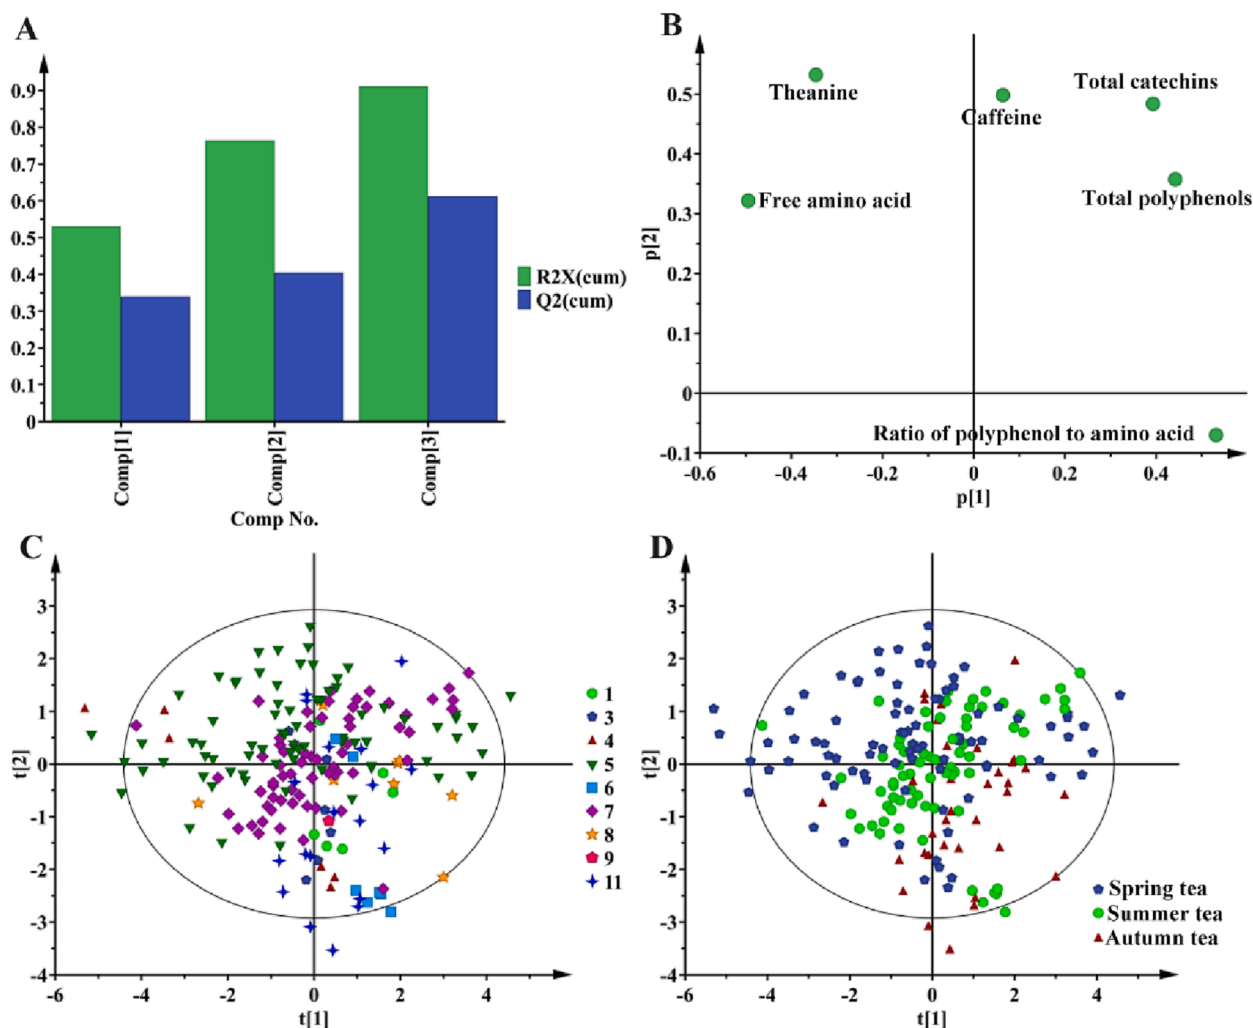 A
0.9
0.8
0.7
0.6
0.5
0.4
0.3
0.2
0.1
0
Comp[1]
Comp[2]
Comp[3]
Comp No.
R2X(cum)
Q2(cum)
B
p[2]
0.5
0.4
0.3
0.2
0.1
0
-0.1
Theanine
Caffeine
Total catechins
Free amino acid
Total polyphenols
Ratio of polyphenol to amino acid
-0.6 -0.4 -0.2 0 0.2 0.4
p[1]
C
t[2]
3
2
1
0
-1
-2
-3
-4
-6 -4 -2 0 2 4
t[1]
1
3
4
5
6
7
8
9
11
D
t[2]
3
2
1
0
-1
-2
-3
-4
-6 -4 -2 0 2 4
t[1]
Spring tea
Summer tea
Autumn tea